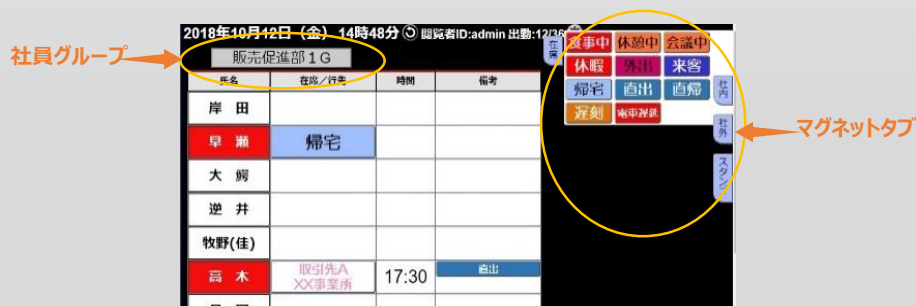 2018年10月12日（金） 14時48分 閲覧者ID:admin 出勤:12/36
社員グループ
販売促進部１Ｇ
氏名 在席／行先 時間 備考
岸 田
早 瀬 帰宅
大 鰐
逆 井
牧野(佳)
高 木 取引先A XX事業所 17:30 直出
在席
食事中 休憩中 会議中
休暇 外出 来客
帰宅 直出 直帰
遅刻 電車遅延
社内
社外
スタンプ
マグネットタブ